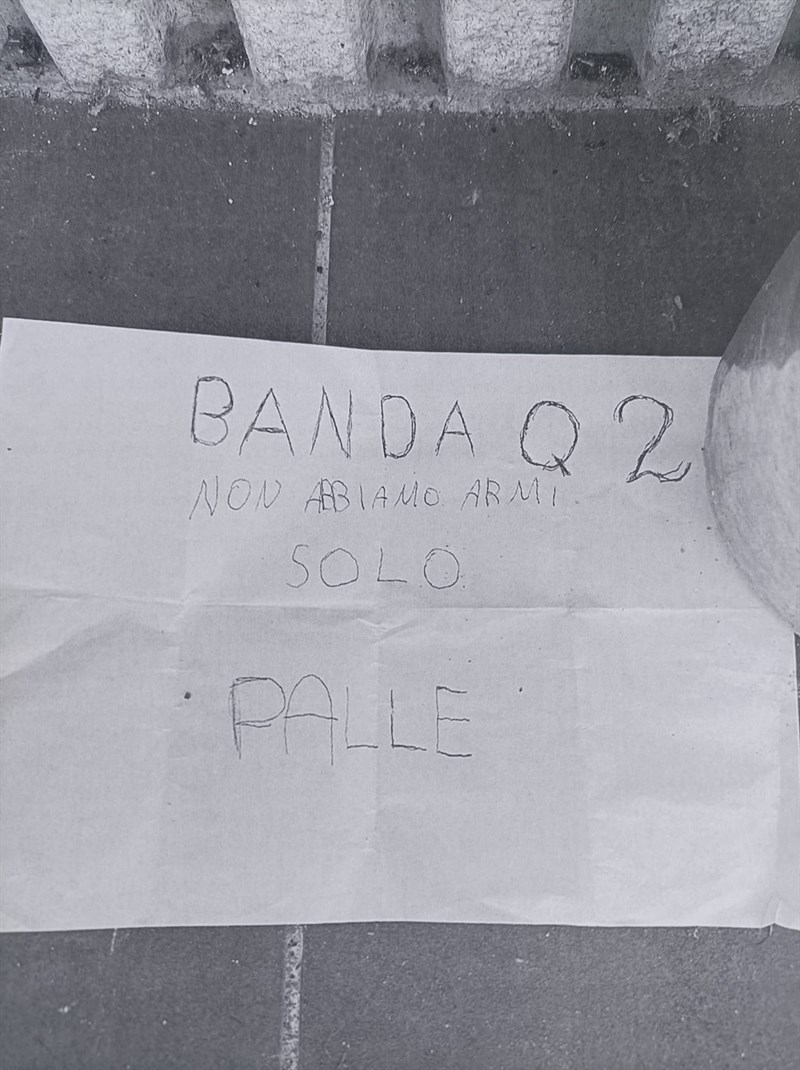 BANDA Q2
NON ABBIAMO ARMI
SOLO
PALLE